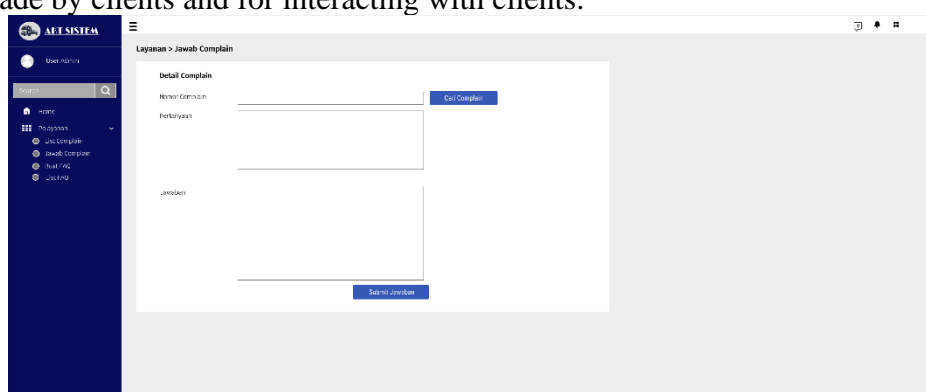 ade by clients and for interacting with clients.
ART SISTEM
User Admin
Search
Home
Pelayanan
List Complain
Jawab Complain
Buat FAQ
List FAQ
Layanan > Jawab Complain
Detail Complain
Nomor Complain
Cari Complain
Pertanyaan
Jawaban
Submit Jawaban